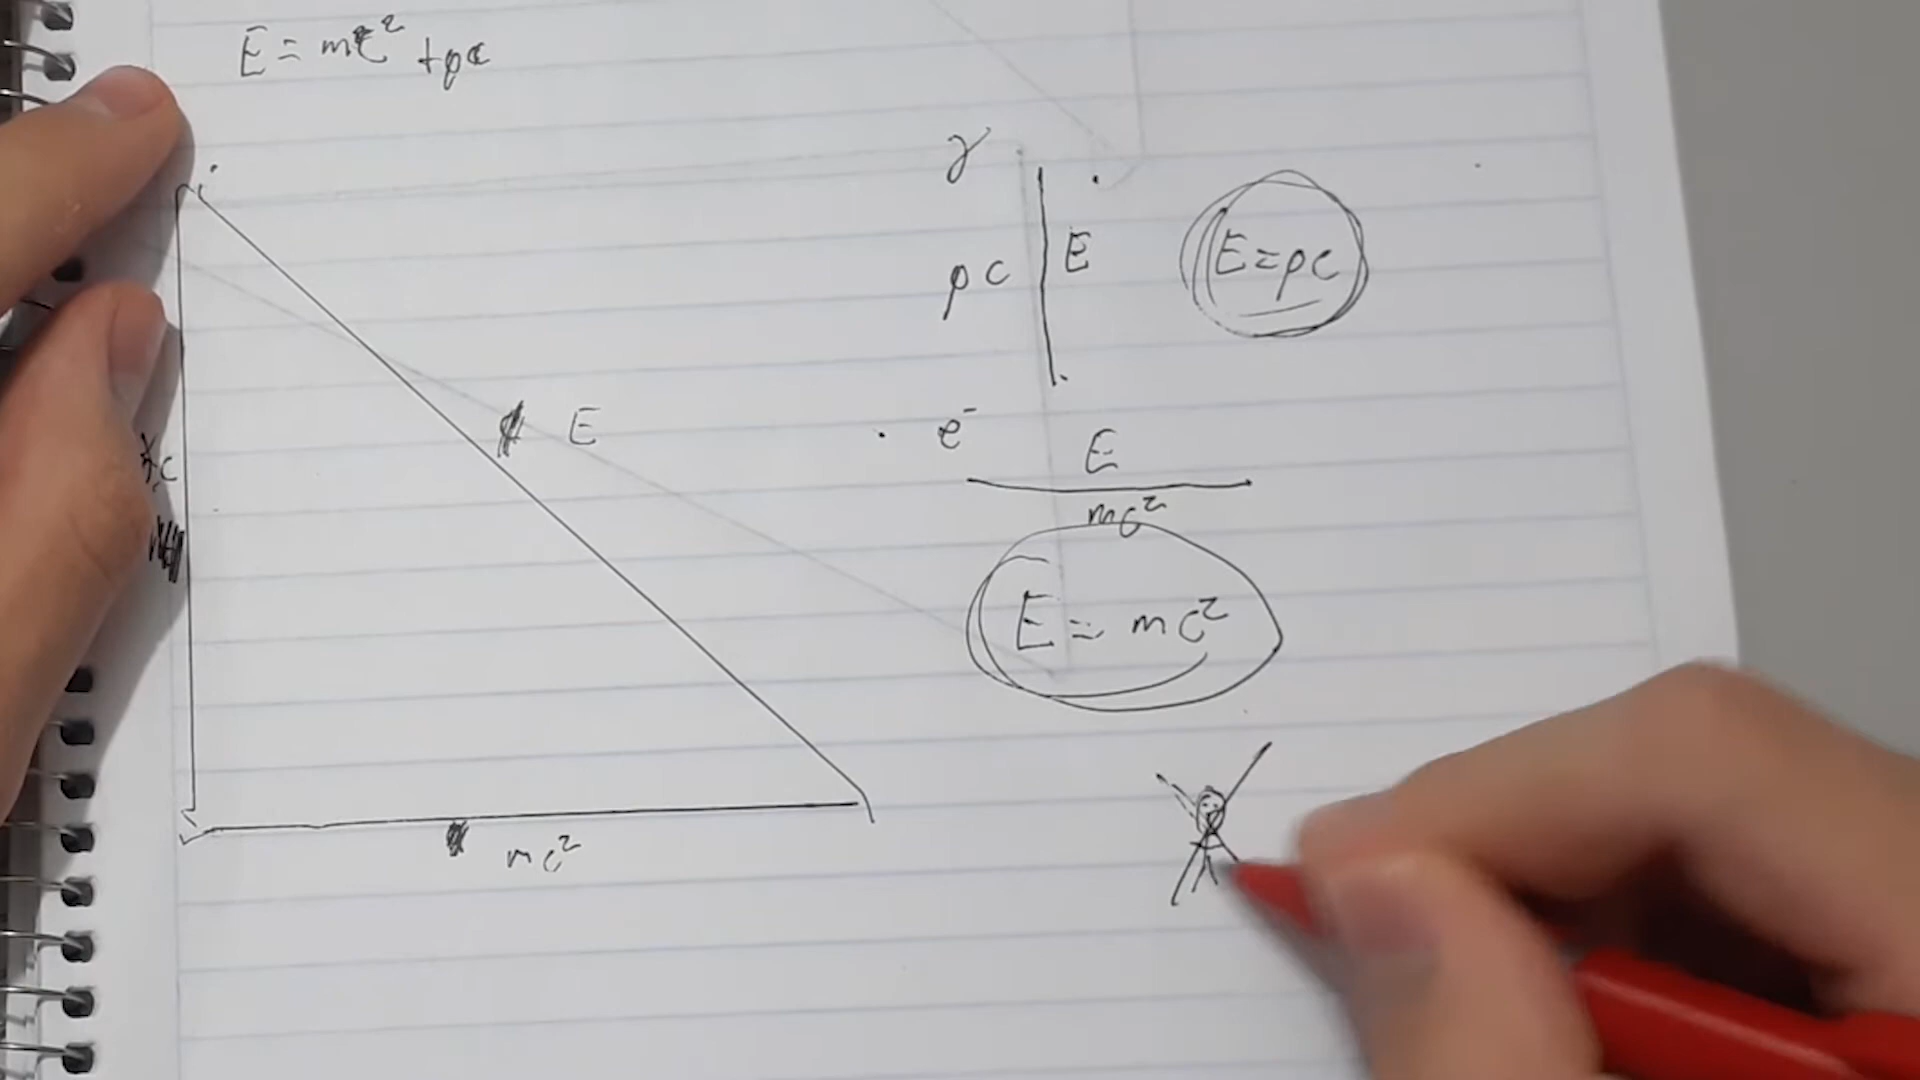 E = mc² + pc
γ
pc E
E = pc
E
e⁻
E
mc²
E = mc²
mc²